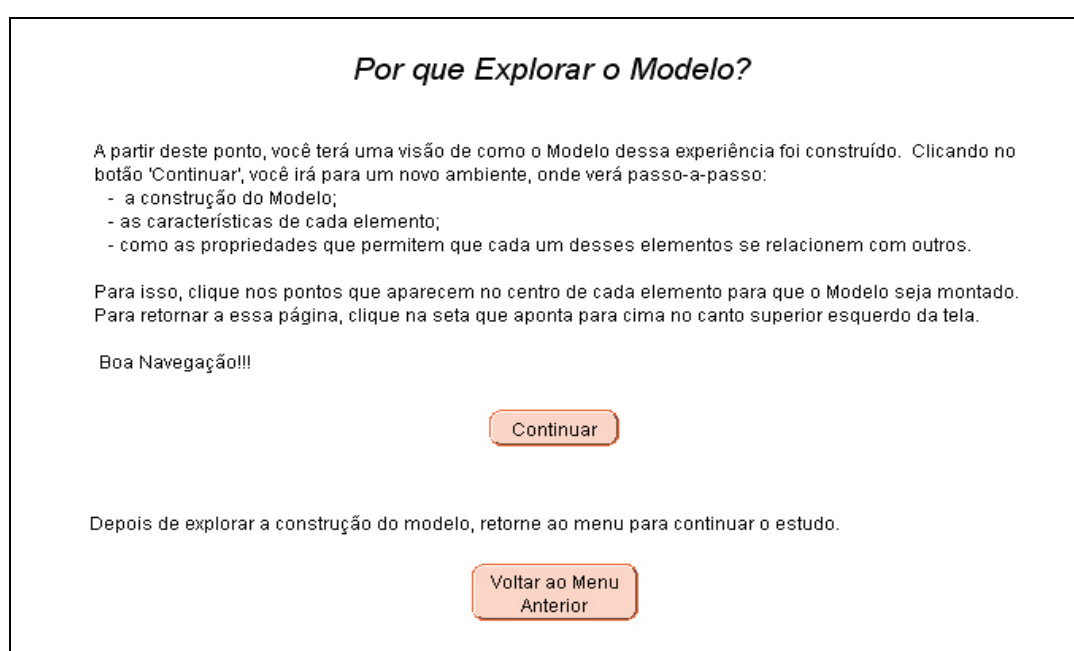 Por que Explorar o Modelo?
A partir deste ponto, você terá uma visão de como o Modelo dessa experiência foi construído.  Clicando no
botão 'Continuar', você irá para um novo ambiente, onde verá passo-a-passo:
-  a construção do Modelo;
- as características de cada elemento;
- como as propriedades que permitem que cada um desses elementos se relacionem com outros.
Para isso, clique nos pontos que aparecem no centro de cada elemento para que o Modelo seja montado.
Para retornar a essa página, clique na seta que aponta para cima no canto superior esquerdo da tela.
Boa Navegação!!!
Continuar
Depois de explorar a construção do modelo, retorne ao menu para continuar o estudo.
Voltar ao Menu
Anterior